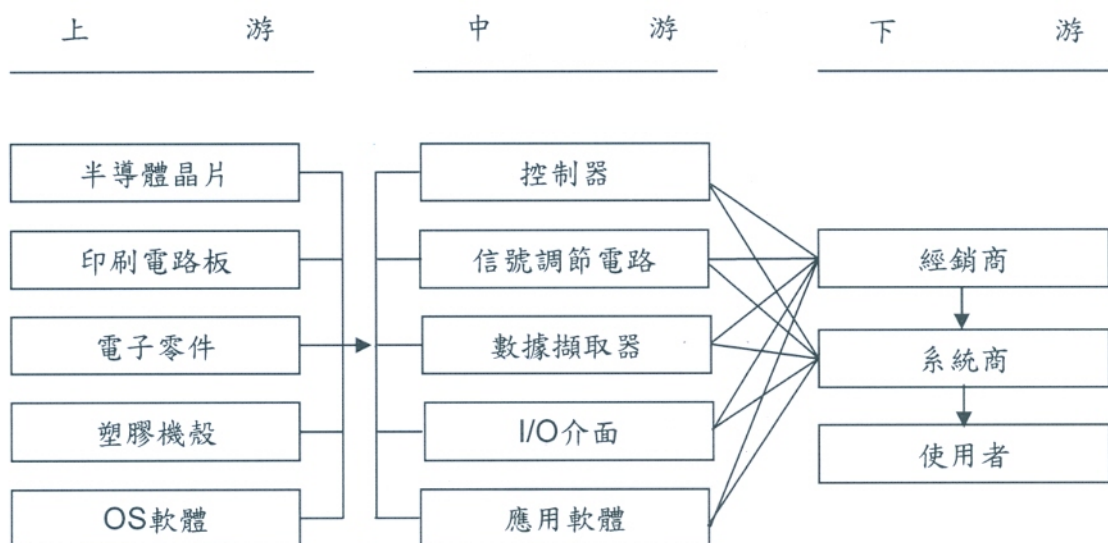 上游 中游 下游
半導體晶片
印刷電路板
電子零件
塑膠機殼
OS軟體
控制器
信號調節電路
數據擷取器
I/O介面
應用軟體
經銷商
系統商
使用者